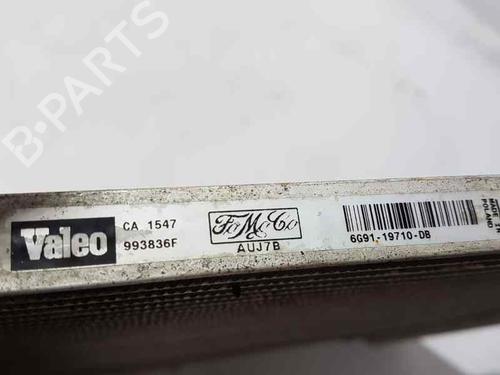 B-PARTS
Valeo
CA 1547
993836F
FoMoCo
AUJ7B
6G91-19710-DB
POLAND